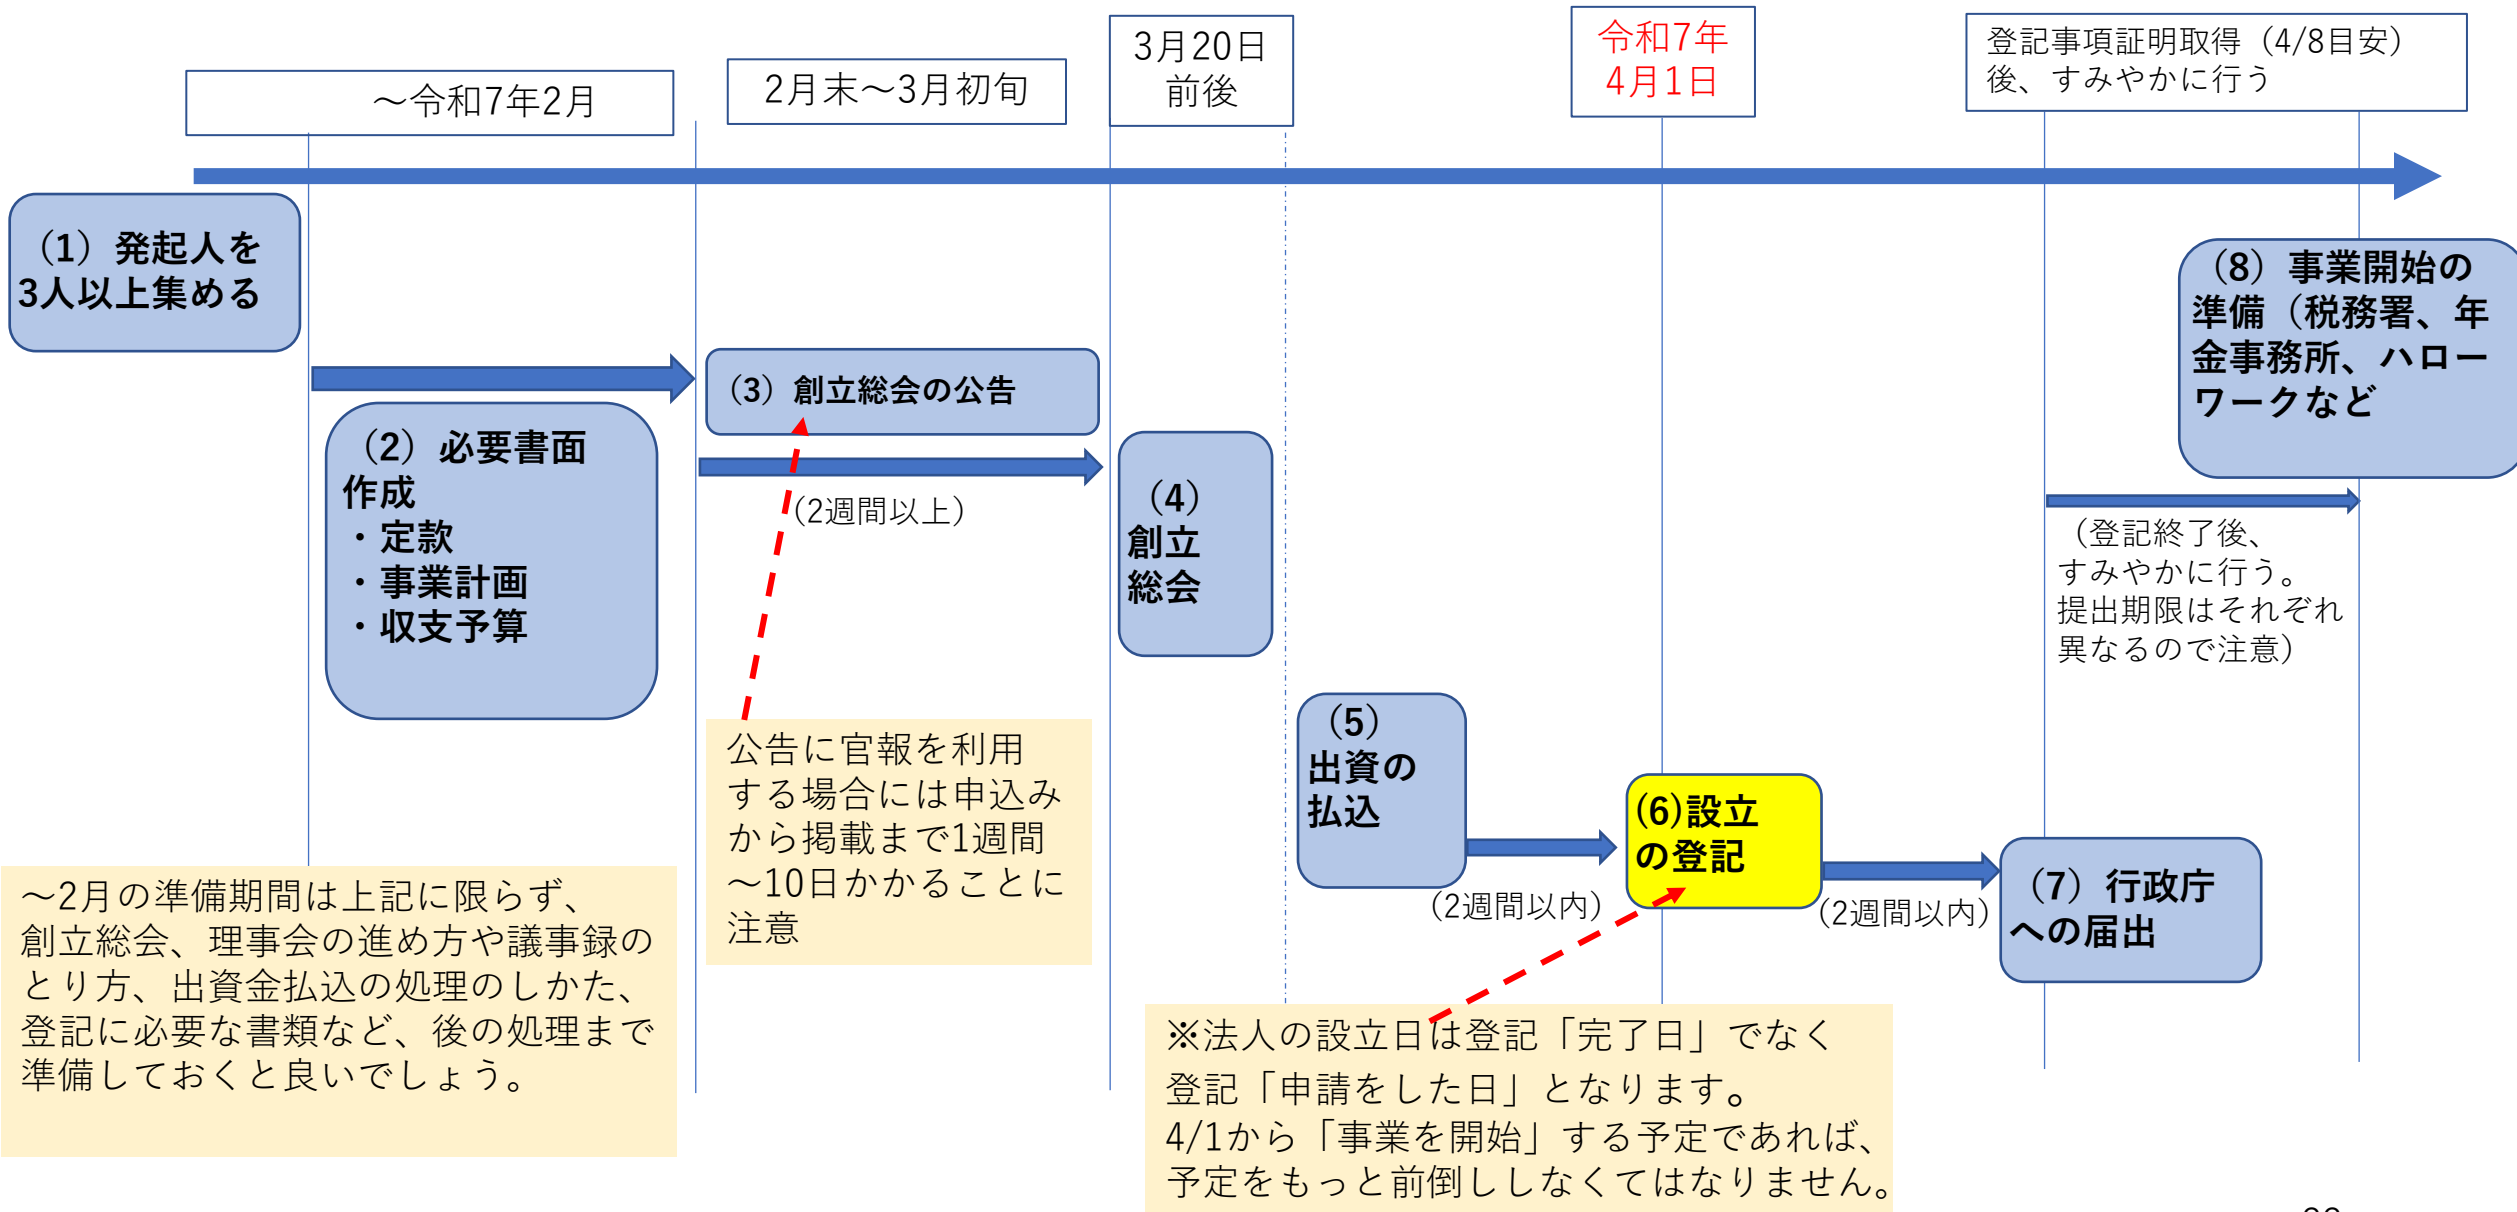 ～令和7年2月
2月末～3月初旬
3月20日
前後
令和7年
4月1日
登記事項証明取得（4/8目安）
後、すみやかに行う
（1）発起人を
3人以上集める
（2）必要書面
作成
・定款
・事業計画
・収支予算
（3）創立総会の公告
（2週間以上）
（4）
創立
総会
（5）
出資の
払込
（2週間以内）
(6)設立
の登記
（2週間以内）
（7）行政庁
への届出
（8）事業開始の
準備（税務署、年
金事務所、ハロー
ワークなど
（登記終了後、
すみやかに行う。
提出期限はそれぞれ
異なるので注意）
～2月の準備期間は上記に限らず、
創立総会、理事会の進め方や議事録の
とり方、出資金払込の処理のしかた、
登記に必要な書類など、後の処理まで
準備しておくと良いでしょう。
公告に官報を利用
する場合には申込み
から掲載まで1週間
～10日かかることに
注意
※法人の設立日は登記「完了日」でなく
登記「申請をした日」となります。
4/1から「事業を開始」する予定であれば、
予定をもっと前倒ししなくてはなりません。